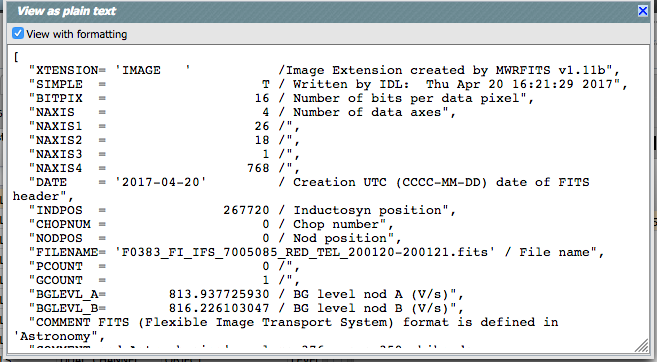 View as plain text
View with formatting
[
"XTENSION= 'IMAGE   '           /Image Extension created by MWRFITS v1.11b",
"SIMPLE  =                    T / Written by IDL:  Thu Apr 20 16:21:29 2017",
"BITPIX  =                   16 / Number of bits per data pixel",
"NAXIS   =                    4 / Number of data axes",
"NAXIS1  =                   26 /",
"NAXIS2  =                   18 /",
"NAXIS3  =                    1 /",
"NAXIS4  =                  768 /",
"DATE    = '2017-04-20'         / Creation UTC (CCCC-MM-DD) date of FITS
header",
"INDPOS  =               267720 / Inductosyn position",
"CHOPNUM =                    0 / Chop number",
"NODPOS  =                    0 / Nod position",
"FILENAME= 'F0383_FI_IFS_7005085_RED_TEL_200120-200121.fits' / File name",
"PCOUNT  =                    0 /",
"GCOUNT  =                    1 /",
"BGLEVL_A=        813.937725930 / BG level nod A (V/s)",
"BGLEVL_B=        816.226103047 / BG level nod B (V/s)",
"COMMENT FITS (Flexible Image Transport System) format is defined in
'Astronomy",